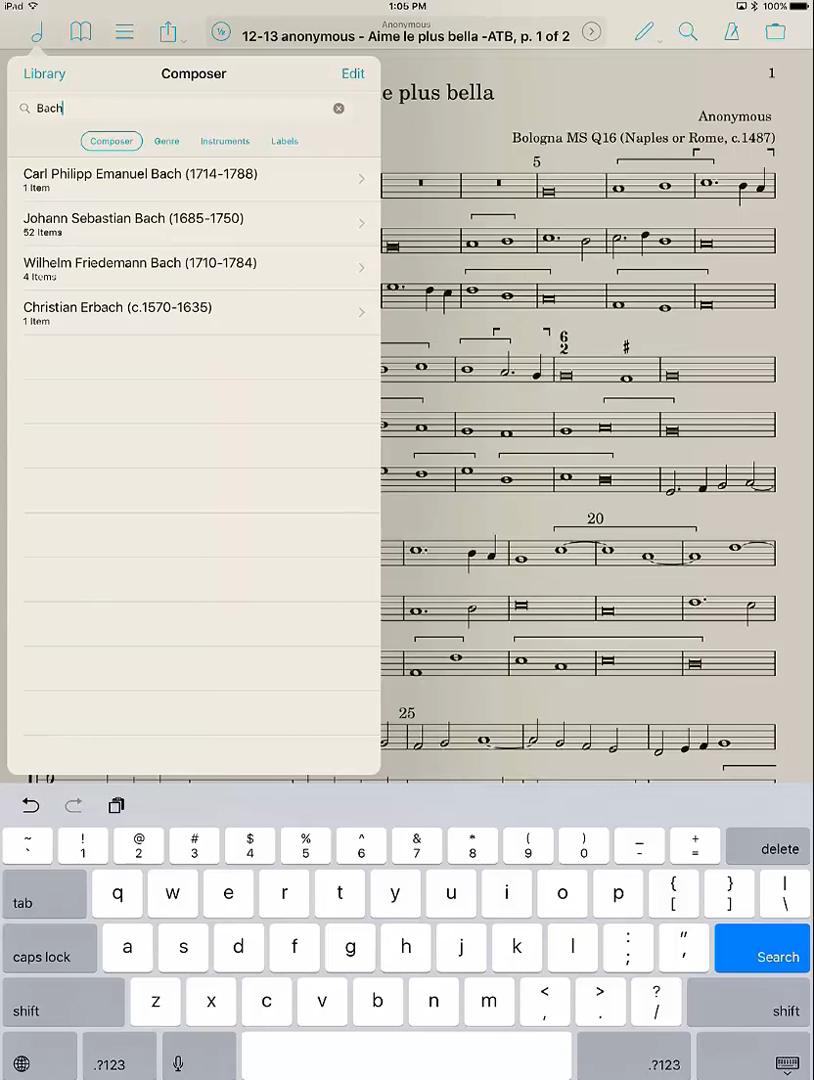 iPad 1:05 PM 100%
Anonymous
12-13 anonymous - Aime le plus bella -ATB, p. 1 of 2
Library Composer Edit
Bach
Composer Genre Instruments Labels
Carl Philipp Emanuel Bach (1714-1788)
1 Item
Johann Sebastian Bach (1685-1750)
52 Items
Wilhelm Friedemann Bach (1710-1784)
4 Items
Christian Erbach (c.1570-1635)
1 Item
1
e plus bella
Anonymous
Bologna MS Q16 (Naples or Rome, c.1487)
5
6
2
20
25
~ ! @ # $ % ^ & * ( ) _ +
` 1 2 3 4 5 6 7 8 9 0 - = delete
tab q w e r t y u i o p { [ } ] | \
caps lock a s d f g h j k l : ; " ' Search
shift z x c v b n m < , > . ? / shift
.?123 .?123